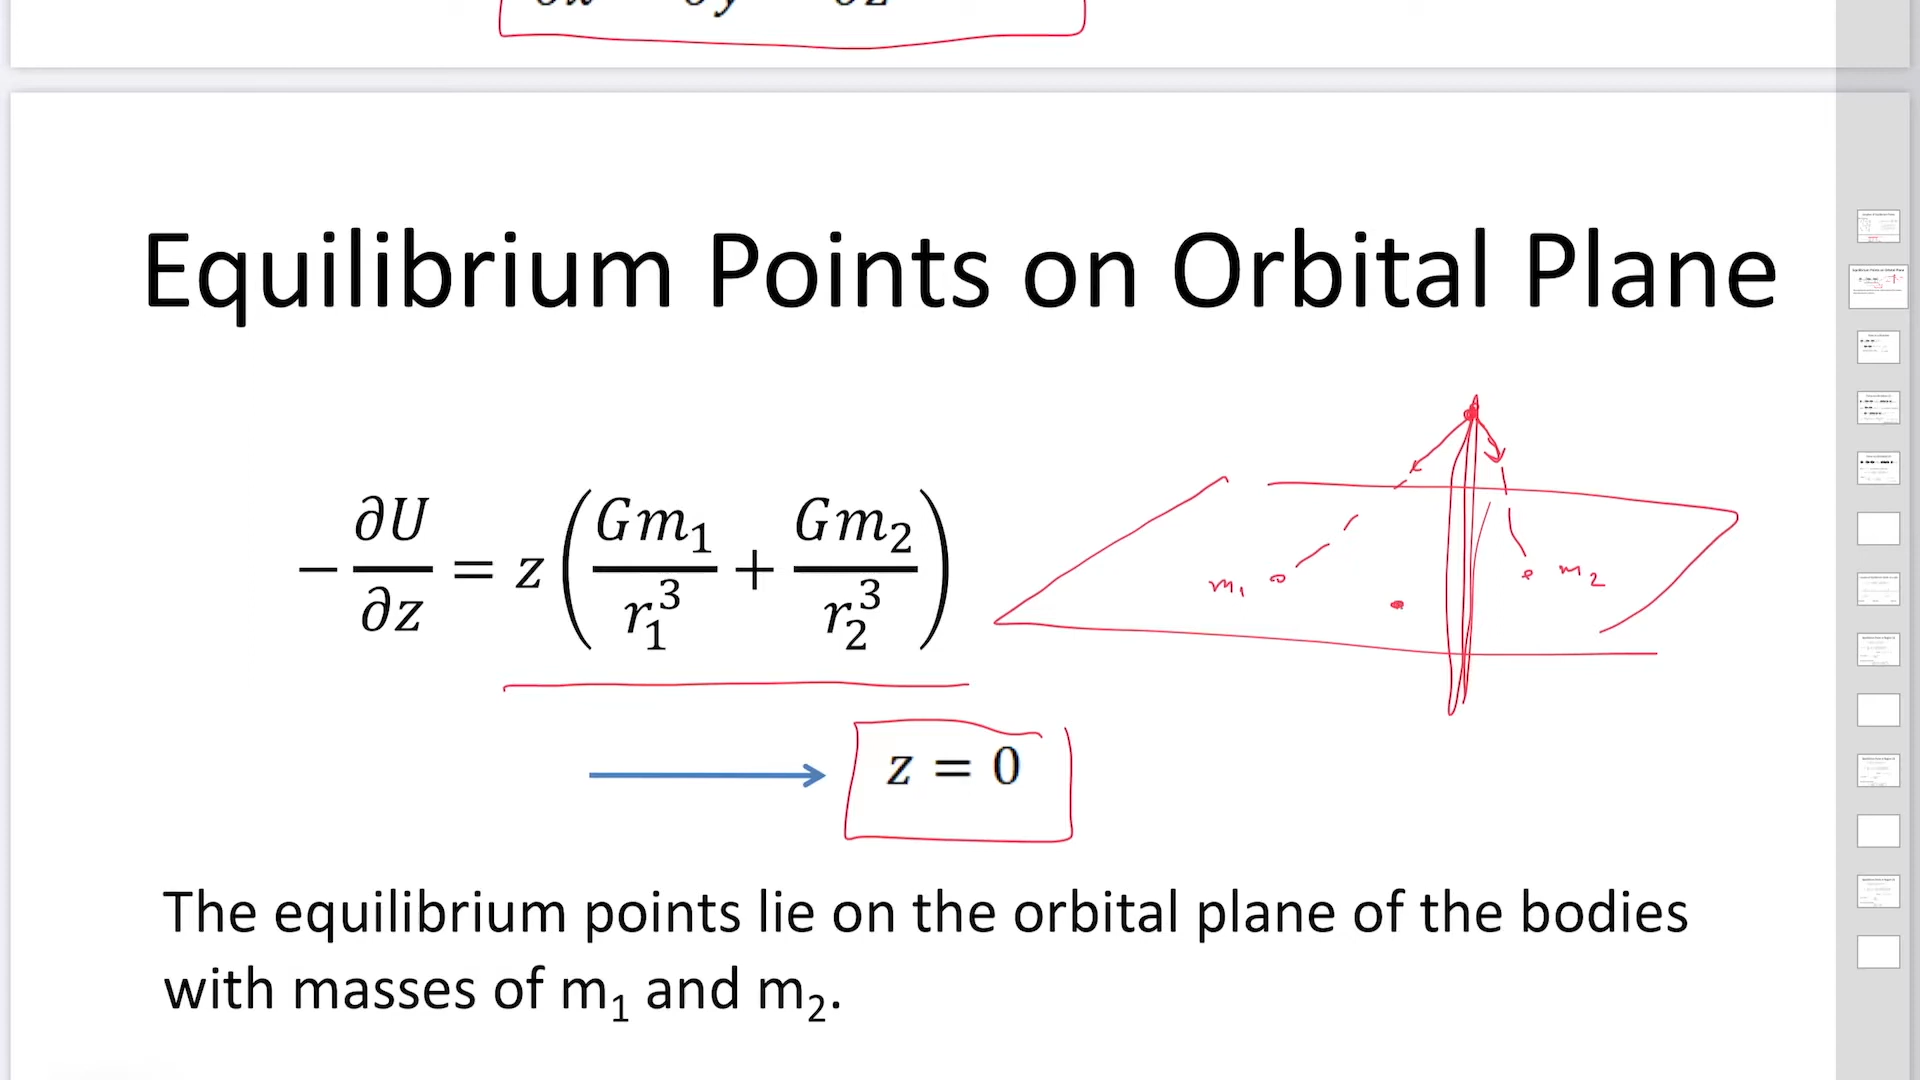 Equilibrium Points on Orbital Plane
−∂U/∂z = z(Gm₁/r₁³ + Gm₂/r₂³)
m₁
m₂
z = 0
The equilibrium points lie on the orbital plane of the bodies
with masses of m₁ and m₂.